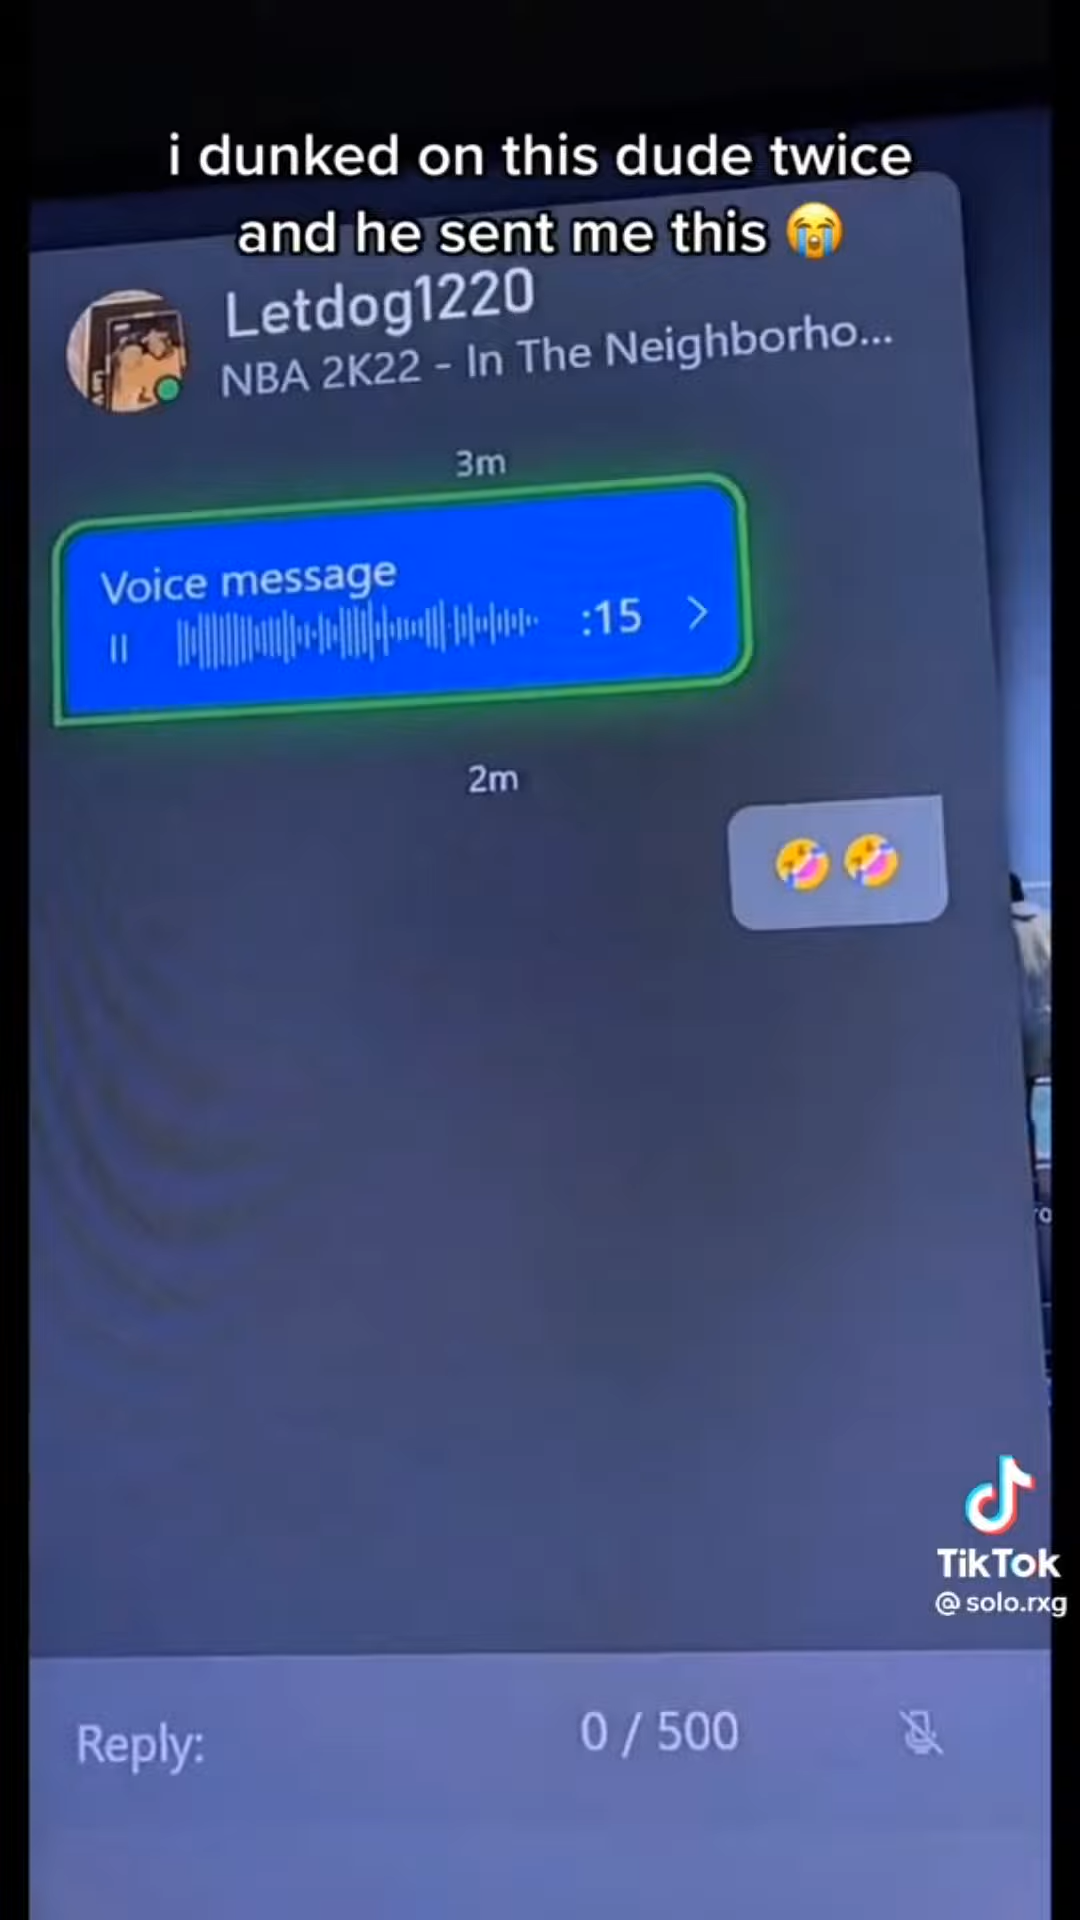 i dunked on this dude twice
and he sent me this 😭
Letdog1220
NBA 2K22 - In The Neighborho...
3m
Voice message
:15
2m
🤣🤣
TikTok
@solo.rxg
Reply:
0 / 500